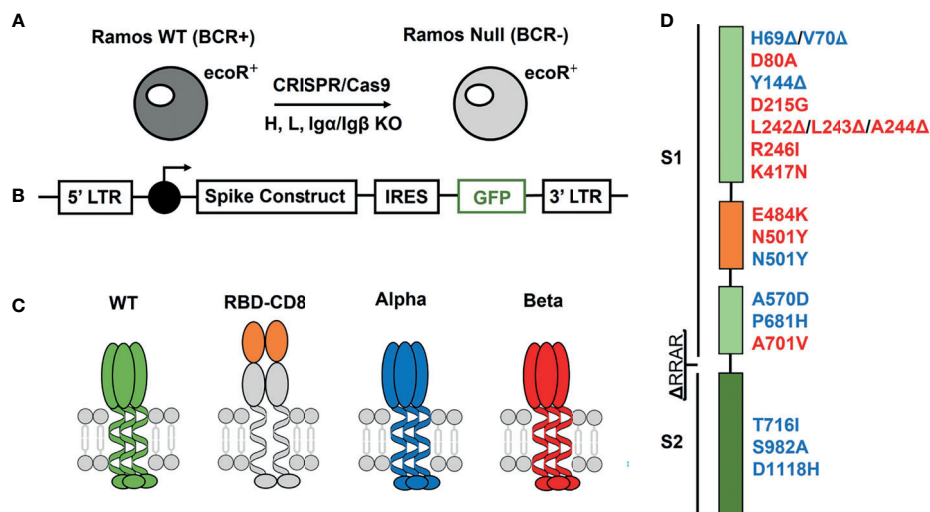 A
Ramos WT (BCR+)
Ramos Null (BCR-)
ecoR+
CRISPR/Cas9
ecoR+
H, L, Igα/Igβ KO
B
5' LTR
Spike Construct
IRES
GFP
3' LTR
C
WT
RBD-CD8
Alpha
Beta
D
S1
H69Δ/V70Δ
D80A
Y144Δ
D215G
L242Δ/L243Δ/A244Δ
R246I
K417N
E484K
N501Y
N501Y
A570D
P681H
A701V
ΔRRAR
S2
T716I
S982A
D1118H